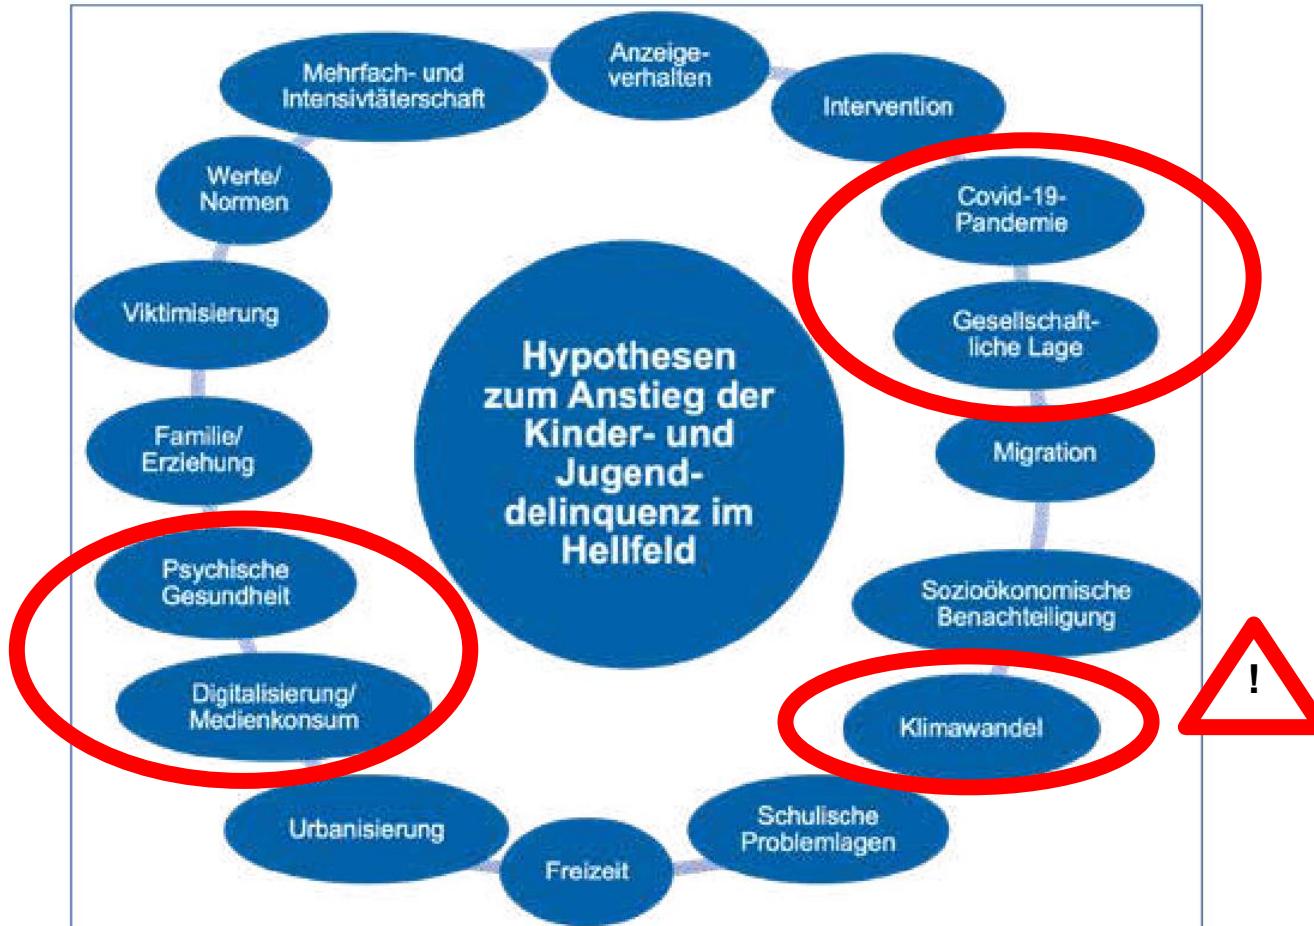 Hypothesen
zum Anstieg der
Kinder- und
Jugend-
delinquenz im
Hellfeld
Anzeige-
verhalten
Intervention
Covid-19-
Pandemie
Gesellschaft-
liche Lage
Migration
Sozioökonomische
Benachteiligung
Klimawandel
!
Schulische
Problemlagen
Freizeit
Urbanisierung
Digitalisierung/
Medienkonsum
Psychische
Gesundheit
Familie/
Erziehung
Viktimisierung
Werte/
Normen
Mehrfach- und
Intensivtäterschaft